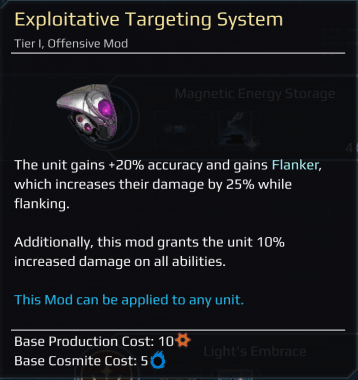 Exploitative Targeting System
Tier I, Offensive Mod
Magnetic Energy Storage
The unit gains +20% accuracy and gains Flanker,
which increases their damage by 25% while
flanking.
Additionally, this mod grants the unit 10%
increased damage on all abilities.
This Mod can be applied to any unit.
Base Production Cost: 10
Light's Embrace
Base Cosmite Cost: 5